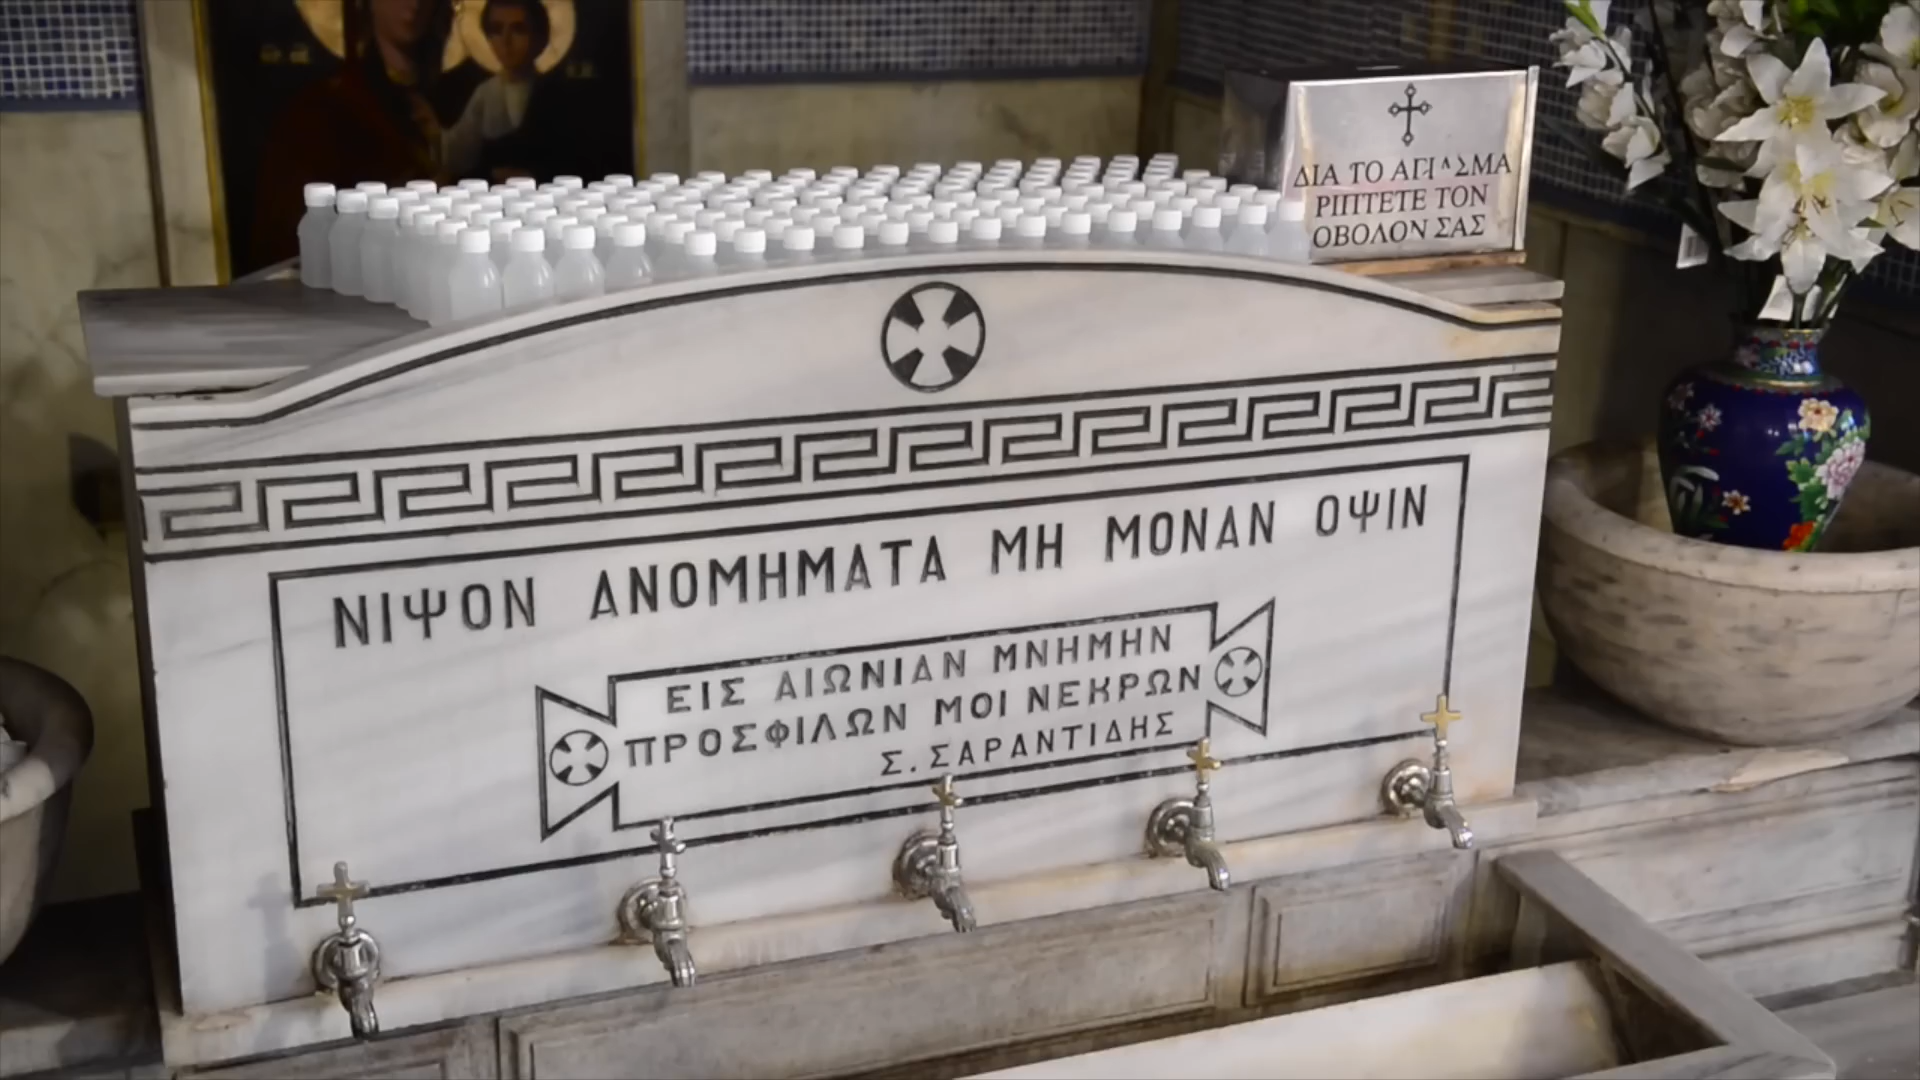 ΔΙΑ ΤΟ ΑΓΙΑΣΜΑ
ΡΙΠΤΕΤΕ ΤΟΝ
ΟΒΟΛΟΝ ΣΑΣ
ΝΙΨΟΝ ΑΝΟΜΗΜΑΤΑ ΜΗ ΜΟΝΑΝ ΟΨΙΝ
ΕΙΣ ΑΙΩΝΙΑΝ ΜΝΗΜΗΝ
ΠΡΟΣΦΙΛΩΝ ΜΟΙ ΝΕΚΡΩΝ
Σ. ΣΑΡΑΝΤΙΔΗΣ